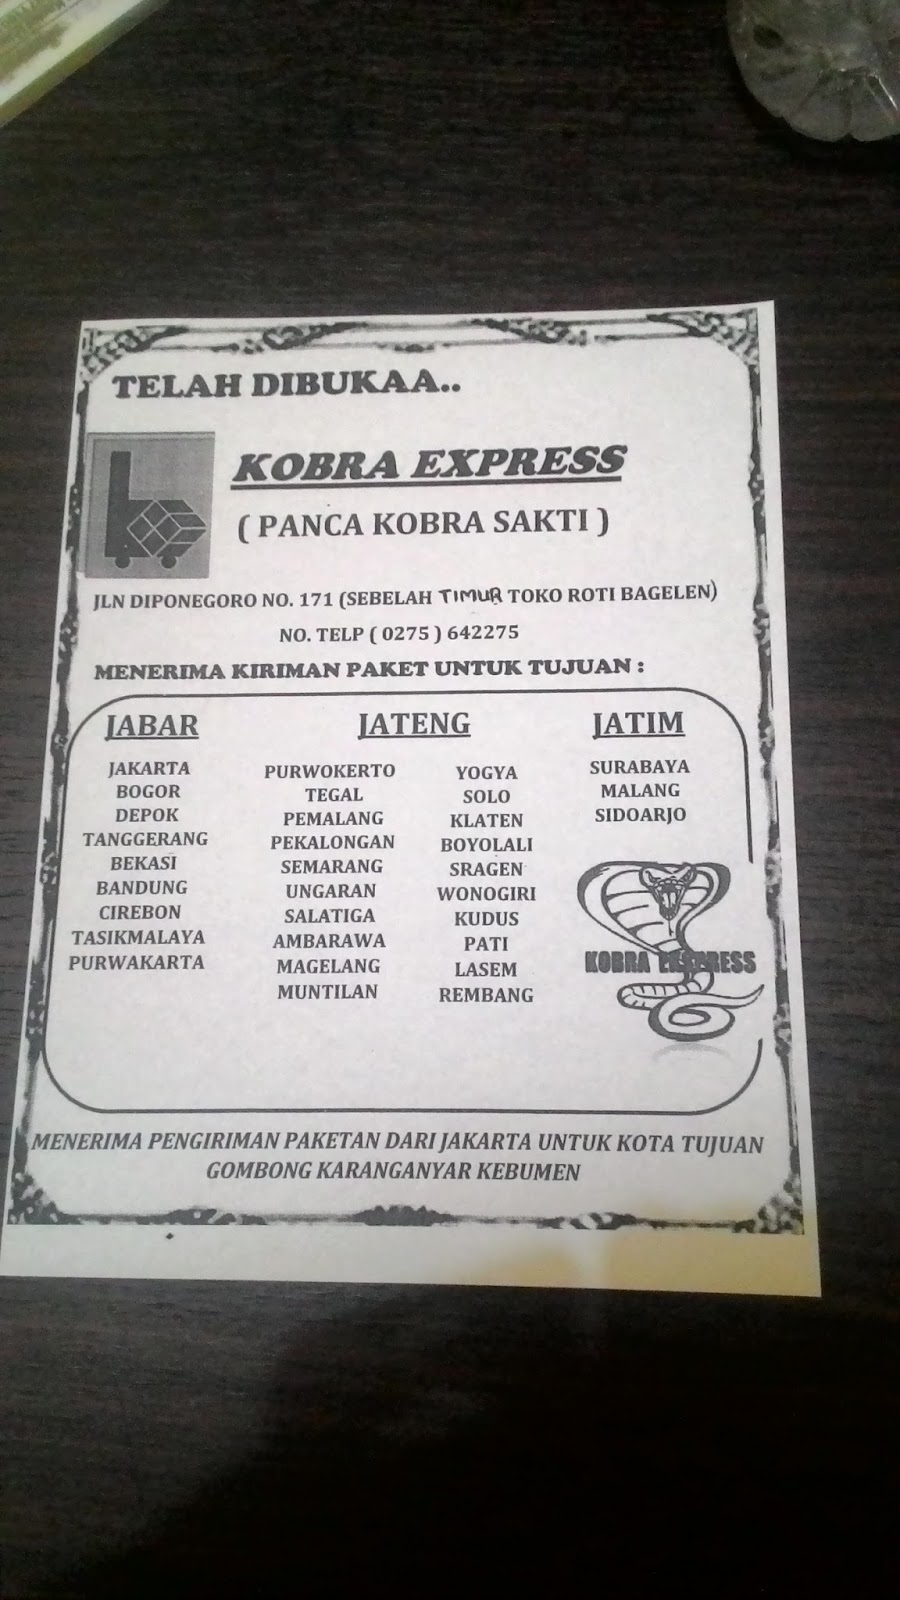 TELAH DIBUKAA..
KOBRA EXPRESS
( PANCA KOBRA SAKTI )
JLN DIPONEGORO NO. 171 (SEBELAH TIMUR TOKO ROTI BAGELEN)
NO. TELP ( 0275 ) 642275
MENERIMA KIRIMAN PAKET UNTUK TUJUAN :
JABAR
JAKARTA
BOGOR
DEPOK
TANGGERANG
BEKASI
BANDUNG
CIREBON
TASIKMALAYA
PURWAKARTA
JATENG
PURWOKERTO
TEGAL
PEMALANG
PEKALONGAN
SEMARANG
UNGARAN
SALATIGA
AMBARAWA
MAGELANG
MUNTILAN
YOGYA
SOLO
KLATEN
BOYOLALI
SRAGEN
WONOGIRI
KUDUS
PATI
LASEM
REMBANG
JATIM
SURABAYA
MALANG
SIDOARJO
KOBRA EKSPRESS
MENERIMA PENGIRIMAN PAKETAN DARI JAKARTA UNTUK KOTA TUJUAN
GOMBONG KARANGANYAR KEBUMEN